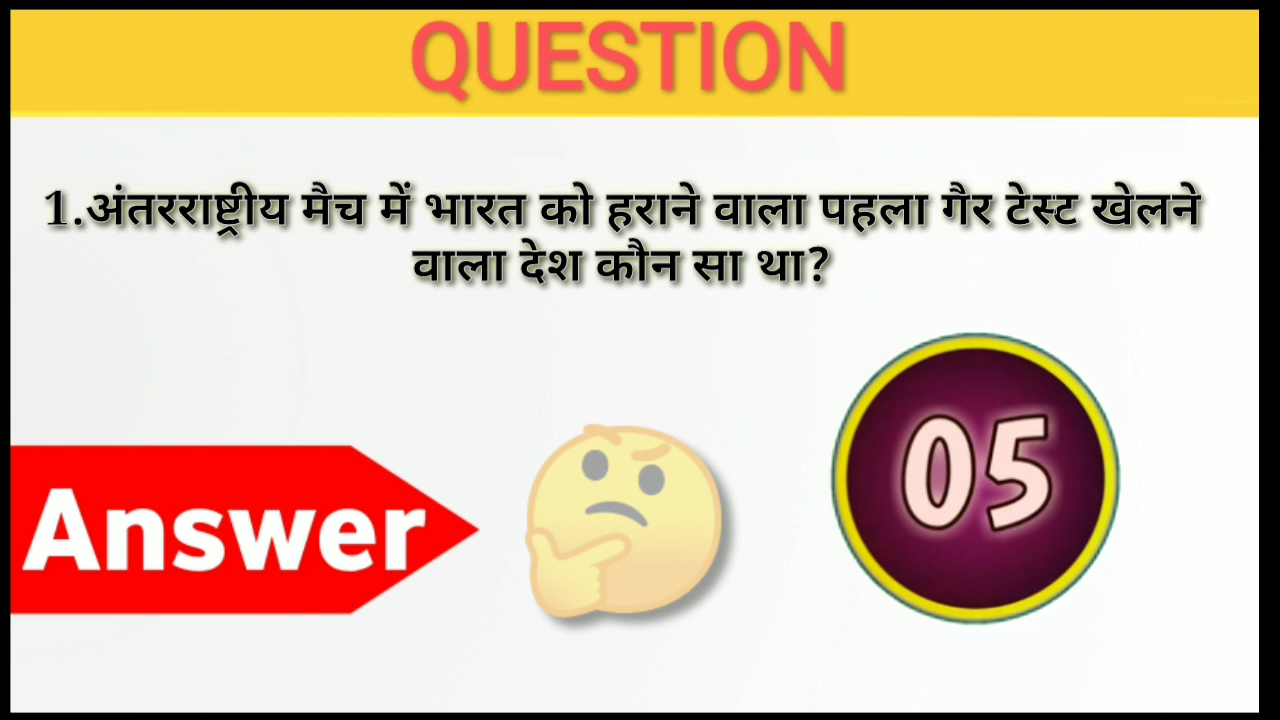 QUESTION
1.अंतरराष्ट्रीय मैच में भारत को हराने वाला पहला गैर टेस्ट खेलने
वाला देश कौन सा था?
05
Answer